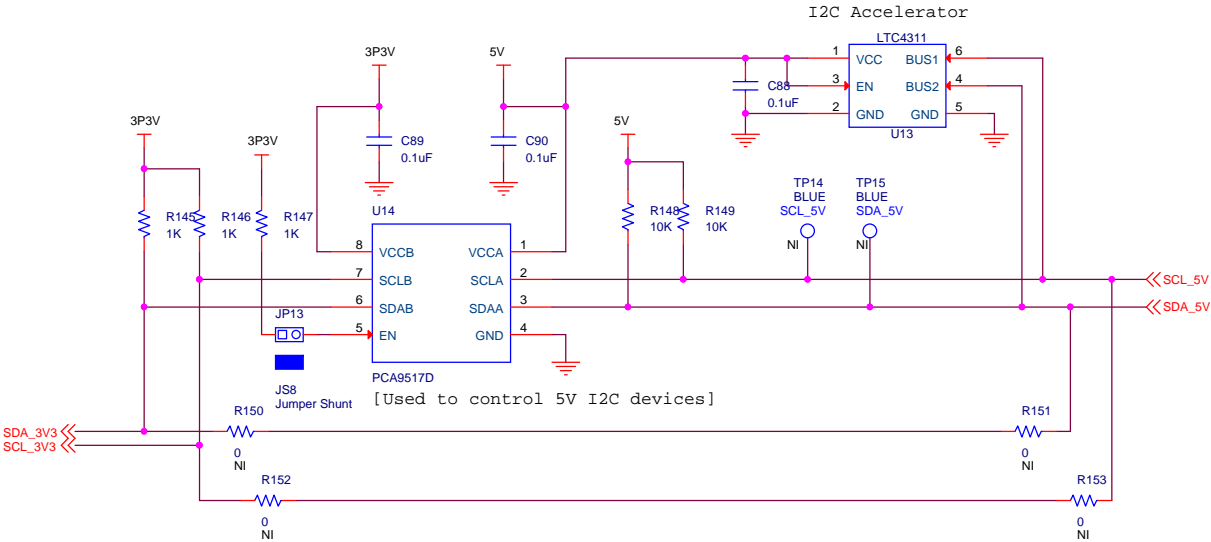 I2C Accelerator
LTC4311
3P3V
5V
1
VCC
BUS1
6
3
EN
BUS2
4
2
GND
GND
5
U13
C88
0.1uF
3P3V
3P3V
C89
0.1uF
C90
0.1uF
5V
TP14
BLUE
SCL_5V
NI
TP15
BLUE
SDA_5V
NI
R145
1K
R146
1K
R147
1K
U14
R148
10K
R149
10K
8
VCCB
VCCA
1
7
SCLB
SCLA
2
6
SDAB
SDAA
3
5
EN
GND
4
SCL_5V
SDA_5V
JP13
JS8
Jumper Shunt
PCA9517D
[Used to control 5V I2C devices]
SDA_3V3
SCL_3V3
R150
0
NI
R151
0
NI
R152
0
NI
R153
0
NI